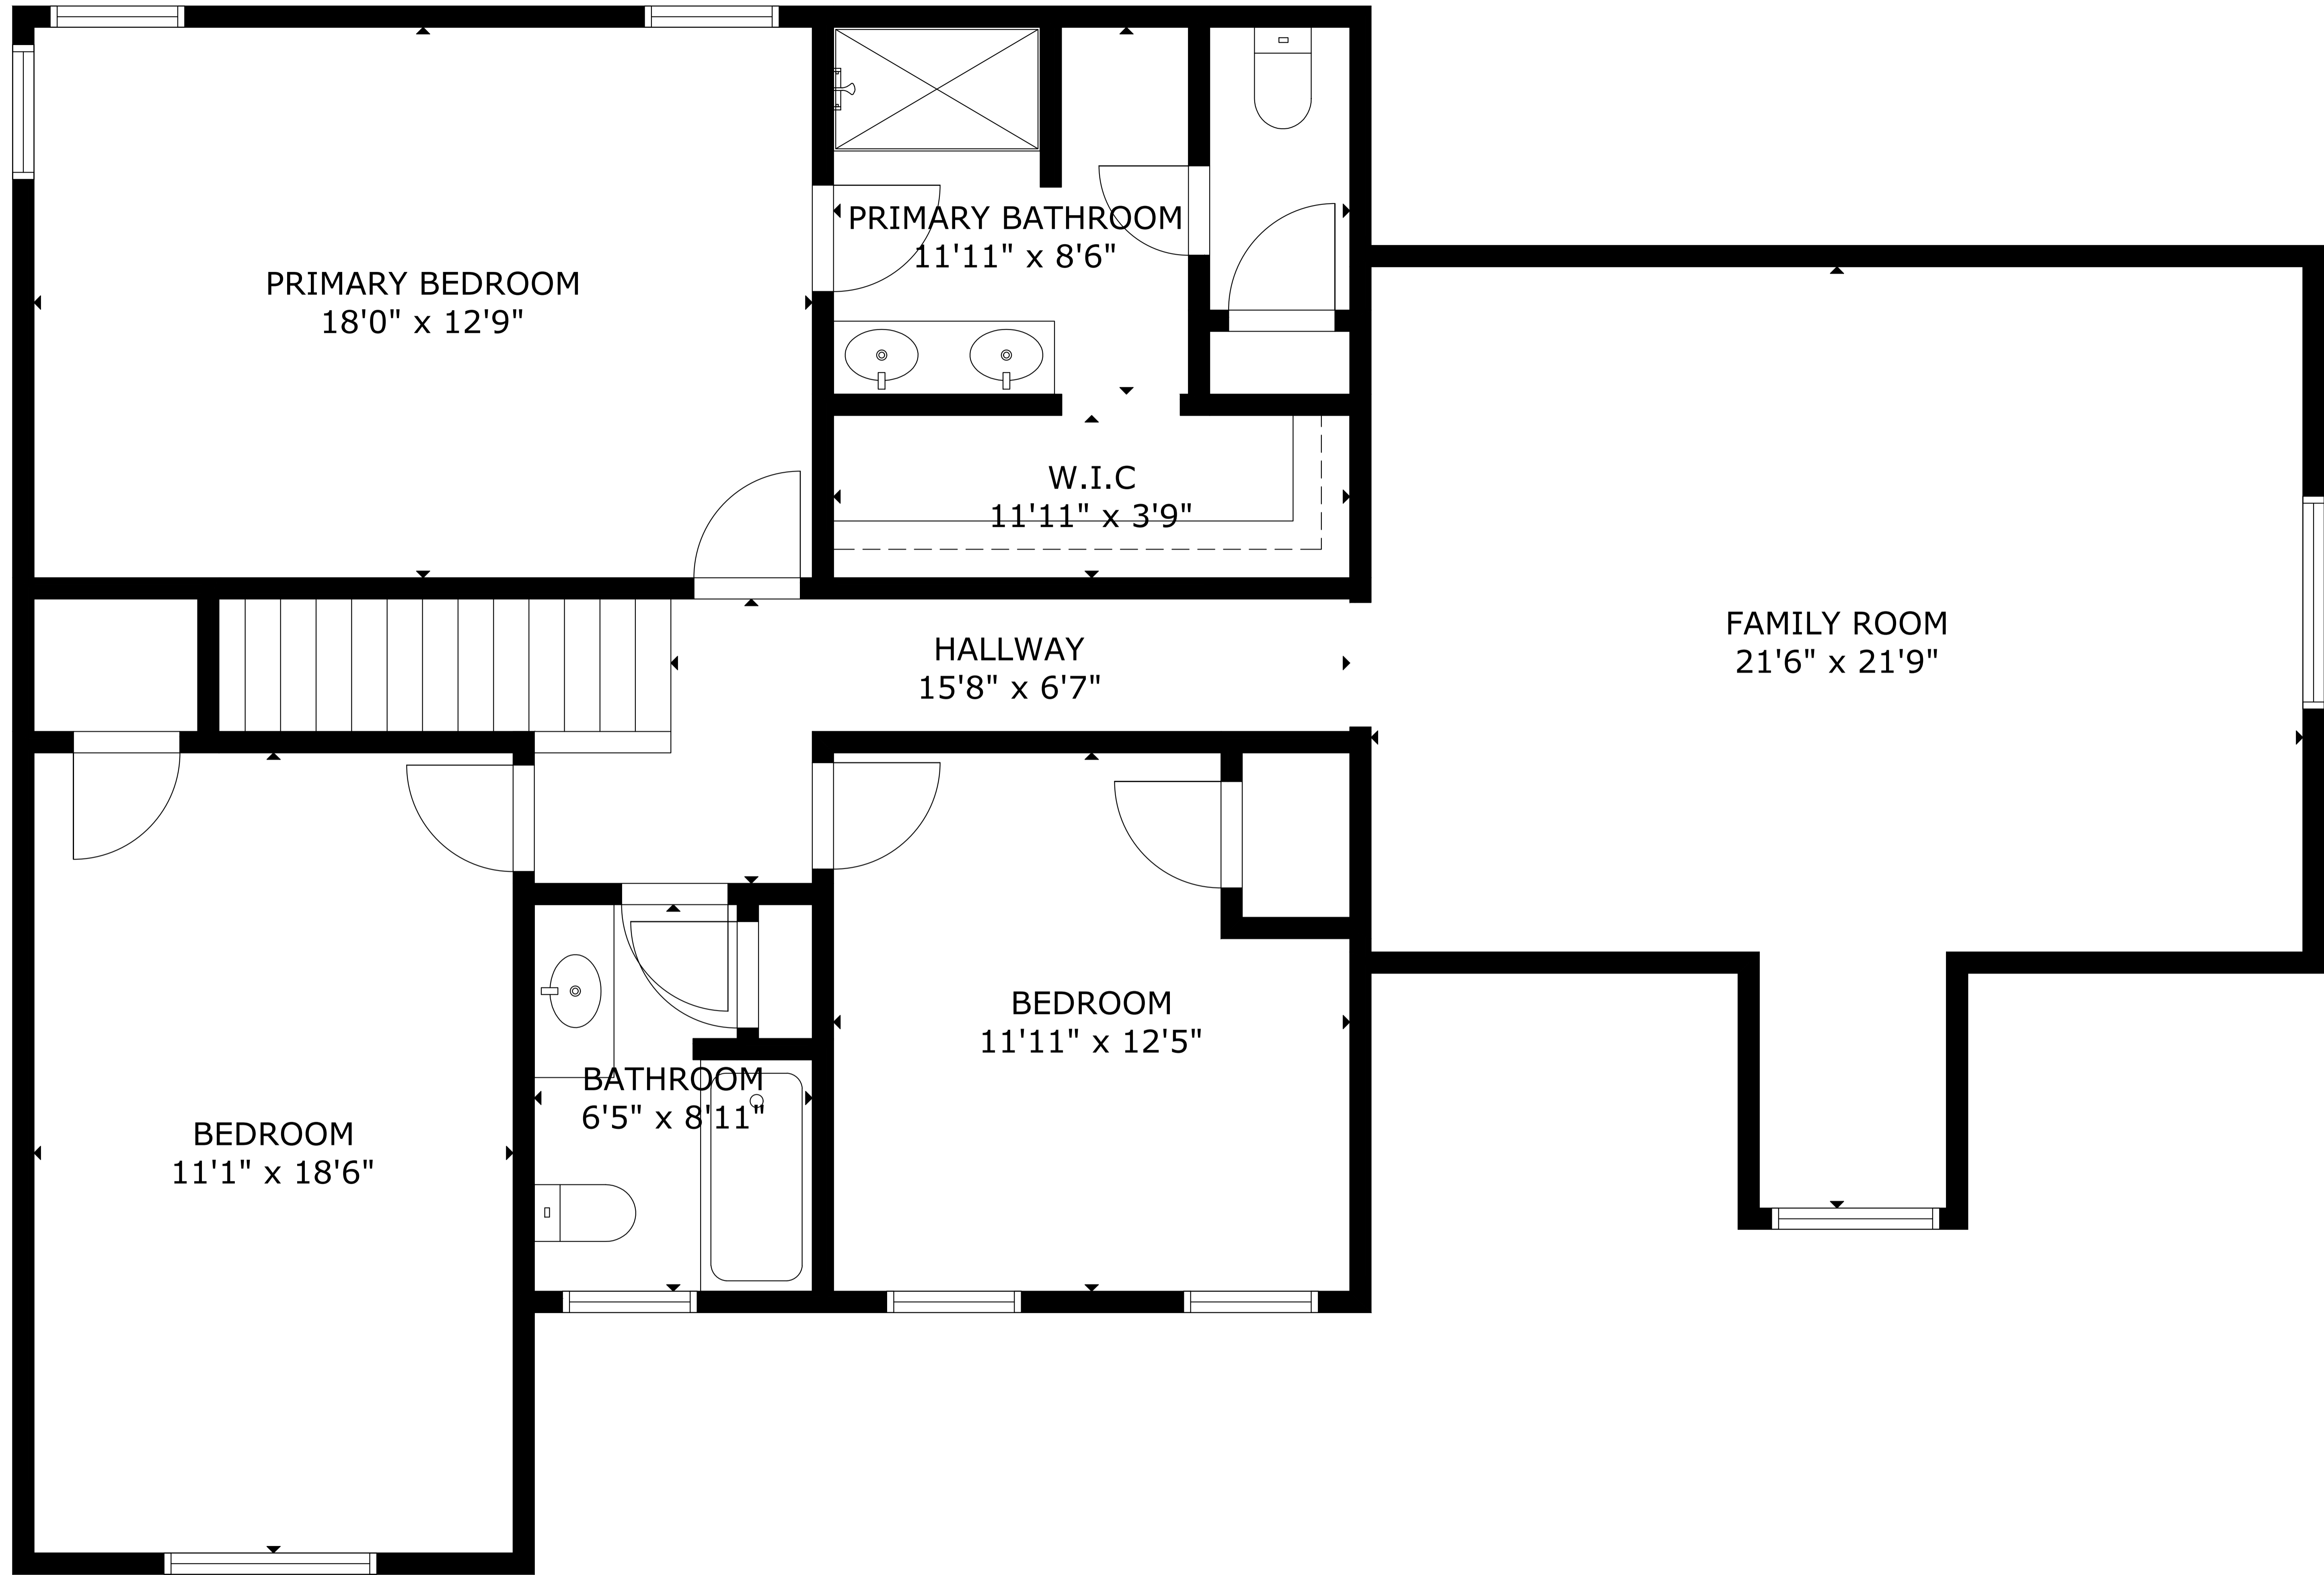 PRIMARY BEDROOM
18'0" x 12'9"
PRIMARY BATHROOM
11'11" x 8'6"
W.I.C
11'11" x 3'9"
HALLWAY
15'8" x 6'7"
FAMILY ROOM
21'6" x 21'9"
BEDROOM
11'1" x 18'6"
BATHROOM
6'5" x 8'11"
BEDROOM
11'11" x 12'5"